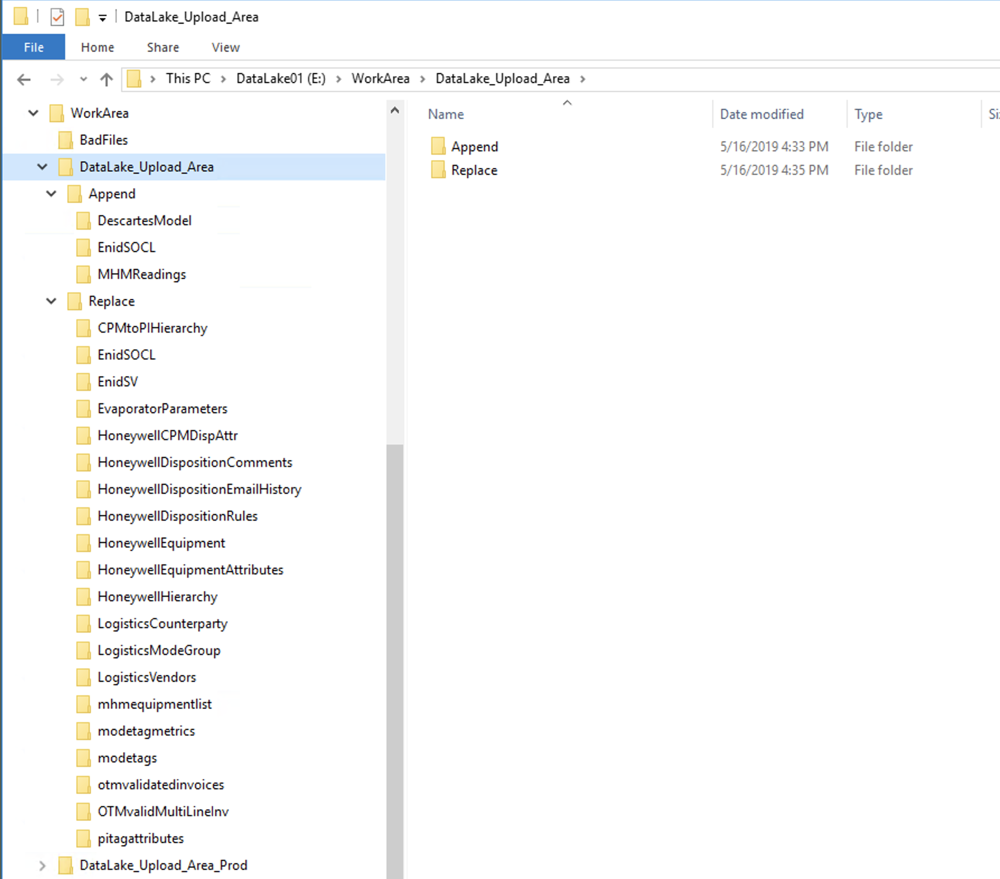 DataLake_Upload_Area
File Home Share View
This PC > DataLake01 (E:) > WorkArea > DataLake_Upload_Area >
WorkArea
BadFiles
DataLake_Upload_Area
Append
DescartesModel
EnidSOCL
MHMReadings
Replace
CPMtoPIHierarchy
EnidSOCL
EnidSV
EvaporatorParameters
HoneywellCPMDispAttr
HoneywellDispositionComments
HoneywellDispositionEmailHistory
HoneywellDispositionRules
HoneywellEquipment
HoneywellEquipmentAttributes
HoneywellHierarchy
LogisticsCounterparty
LogisticsModeGroup
LogisticsVendors
mhmequipmentlist
modetagmetrics
modetags
otmvalidatedinvoices
OTMvalidMultiLineInv
pitagattributes
DataLake_Upload_Area_Prod
Name Date modified Type
Append 5/16/2019 4:33 PM File folder
Replace 5/16/2019 4:35 PM File folder